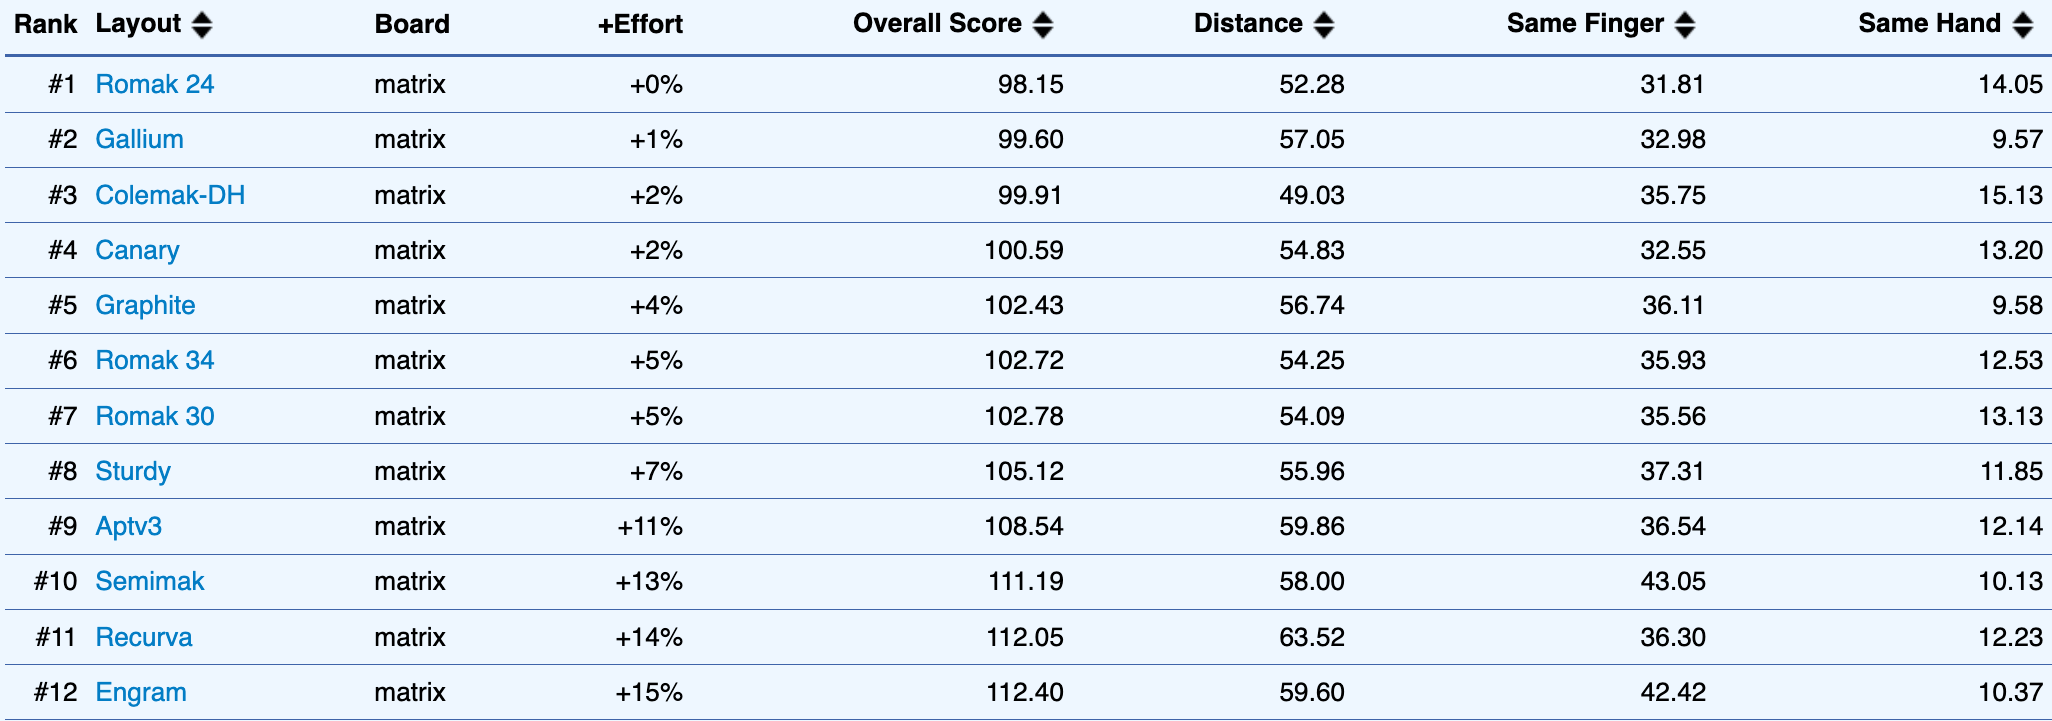 Rank Layout Board +Effort Overall Score Distance Same Finger Same Hand
#1 Romak 24 matrix +0% 98.15 52.28 31.81 14.05
#2 Gallium matrix +1% 99.60 57.05 32.98 9.57
#3 Colemak-DH matrix +2% 99.91 49.03 35.75 15.13
#4 Canary matrix +2% 100.59 54.83 32.55 13.20
#5 Graphite matrix +4% 102.43 56.74 36.11 9.58
#6 Romak 34 matrix +5% 102.72 54.25 35.93 12.53
#7 Romak 30 matrix +5% 102.78 54.09 35.56 13.13
#8 Sturdy matrix +7% 105.12 55.96 37.31 11.85
#9 Aptv3 matrix +11% 108.54 59.86 36.54 12.14
#10 Semimak matrix +13% 111.19 58.00 43.05 10.13
#11 Recurva matrix +14% 112.05 63.52 36.30 12.23
#12 Engram matrix +15% 112.40 59.60 42.42 10.37